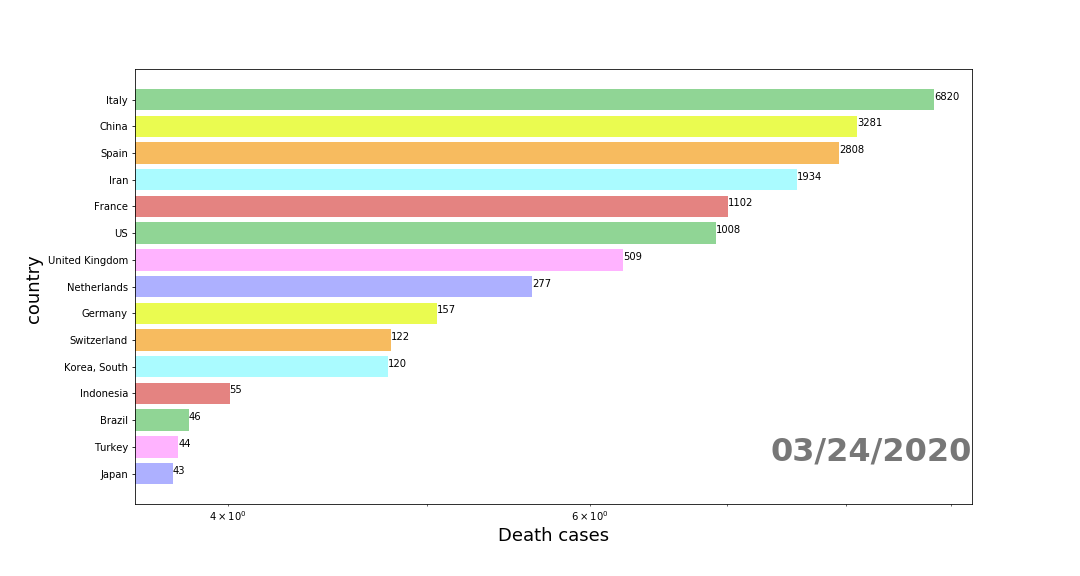 Italy 6820
China 3281
Spain 2808
Iran 1934
France 1102
US 1008
United Kingdom 509
Netherlands 277
Germany 157
Switzerland 122
Korea, South 120
Indonesia 55
Brazil 46
Turkey 44
Japan 43
country
03/24/2020
4 × 10⁰ 6 × 10⁰
Death cases